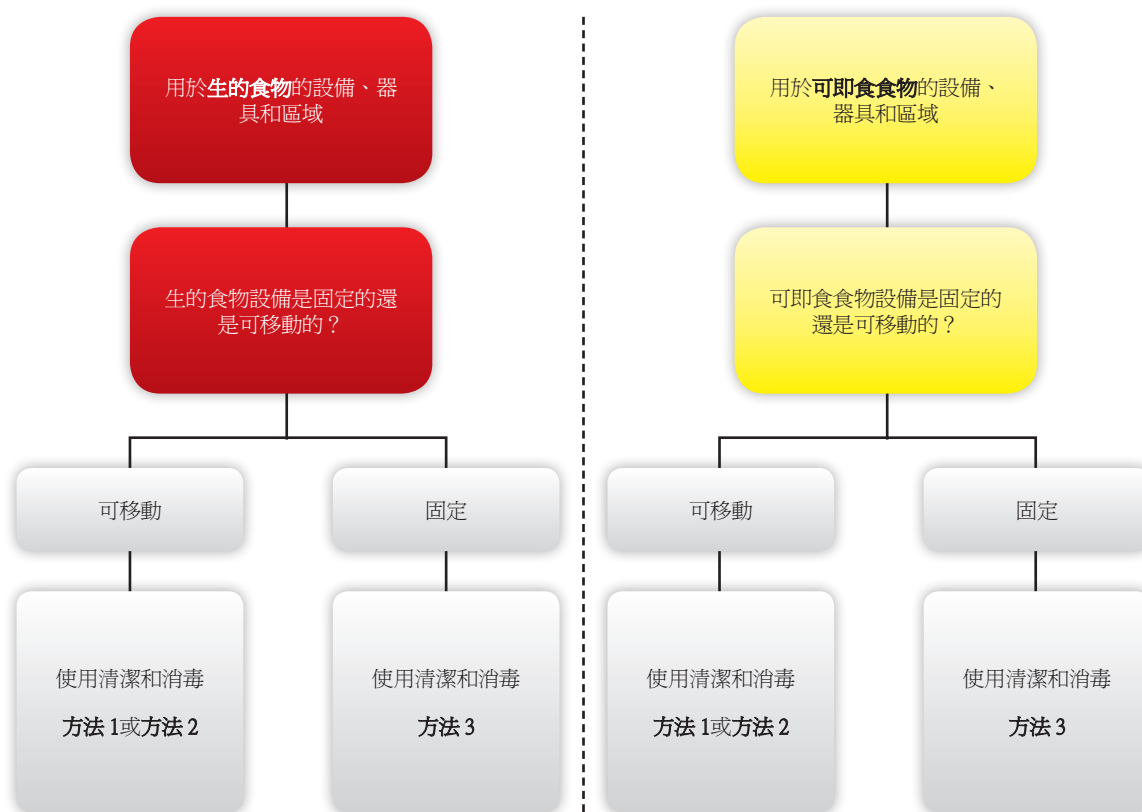 用於生的食物的設備、器
具和區域
生的食物設備是固定的還
是可移動的？
可移動
固定
使用清潔和消毒
方法 1或方法 2
使用清潔和消毒
方法 3
用於可即食食物的設備、
器具和區域
可即食食物設備是固定的
還是可移動的？
可移動
固定
使用清潔和消毒
方法 1或方法 2
使用清潔和消毒
方法 3